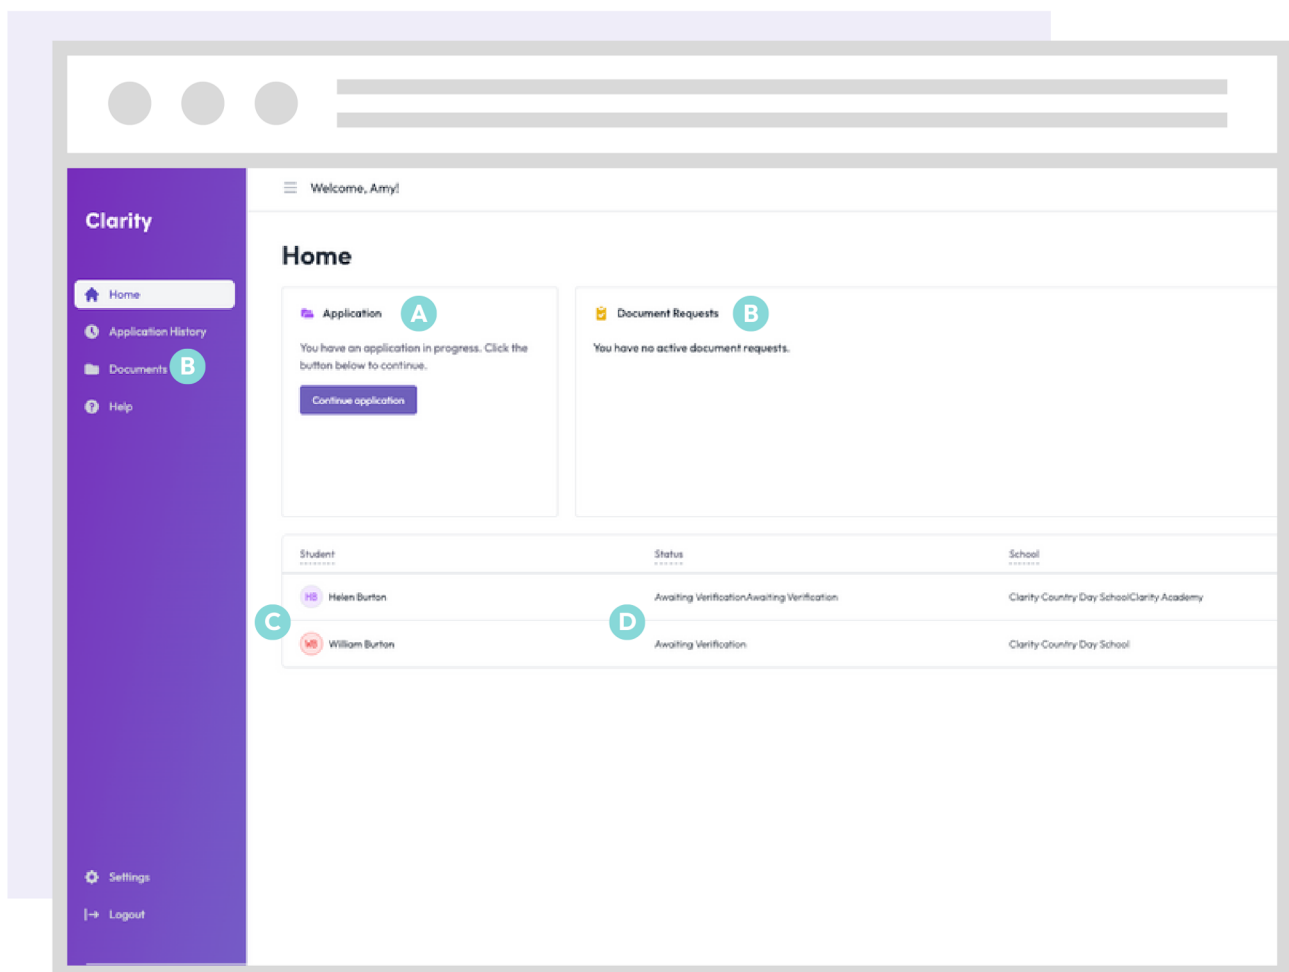 Welcome, Amy!
Clarity
Home
Application History
Documents B
Help
Settings
Logout
Home
Application A
You have an application in progress. Click the
button below to continue.
Continue application
Document Requests B
You have no active document requests.
Student Status School
HB Helen Burton Awaiting VerificationAwaiting Verification Clarity Country Day SchoolClarity Academy
C D
WB William Burton Awaiting Verification Clarity Country Day School